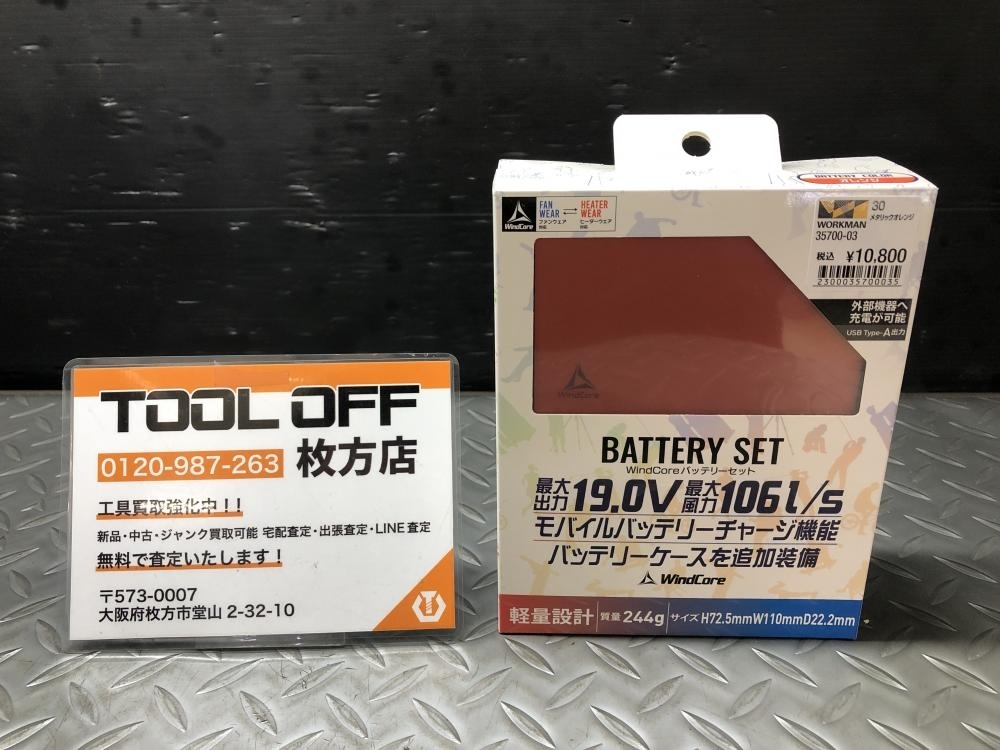 TOOL OFF
0120-987-263 枚方店
工具買取強化中！！
新品・中古・ジャンク買取可能 宅配査定・出張査定・LINE査定
無料で査定いたします！
〒573-0007
大阪府枚方市堂山 2-32-10
BATTERY COLOR
オレンジ
WindCore
FAN WEAR
ファンウェア
対応
HEATER WEAR
ヒーターウェア
対応
WORKMAN
30
メタリックオレンジ
35700-03
税込 ¥10,800
2300035700035
外部機器へ
充電が可能
USB Type-A出力
WindCore
BATTERY SET
WindCoreバッテリーセット
最大出力19.0V 最大風力106l/s
モバイルバッテリーチャージ機能
バッテリーケースを追加装備
WindCore
軽量設計 質量 244g サイズ H72.5mmW110mmD22.2mm